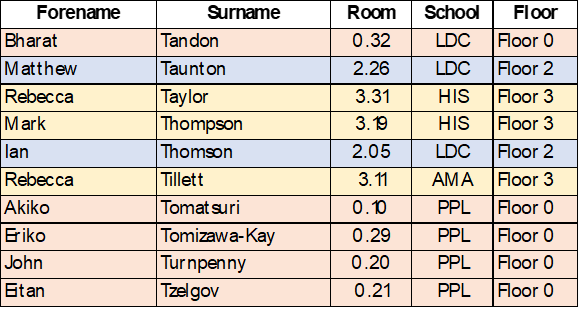 Forename Surname Room School Floor
Bharat Tandon 0.32 LDC Floor 0
Matthew Taunton 2.26 LDC Floor 2
Rebecca Taylor 3.31 HIS Floor 3
Mark Thompson 3.19 HIS Floor 3
Ian Thomson 2.05 LDC Floor 2
Rebecca Tillett 3.11 AMA Floor 3
Akiko Tomatsuri 0.10 PPL Floor 0
Eriko Tomizawa-Kay 0.29 PPL Floor 0
John Turnpenny 0.20 PPL Floor 0
Eitan Tzelgov 0.21 PPL Floor 0